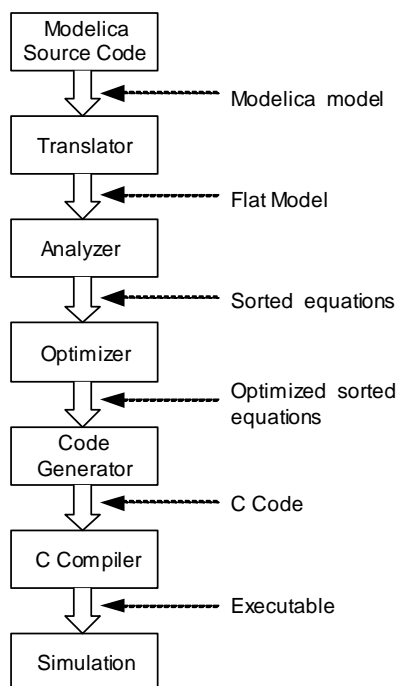 Modelica
Source Code
Modelica model
Translator
Flat Model
Analyzer
Sorted equations
Optimizer
Optimized sorted
equations
Code
Generator
C Code
C Compiler
Executable
Simulation